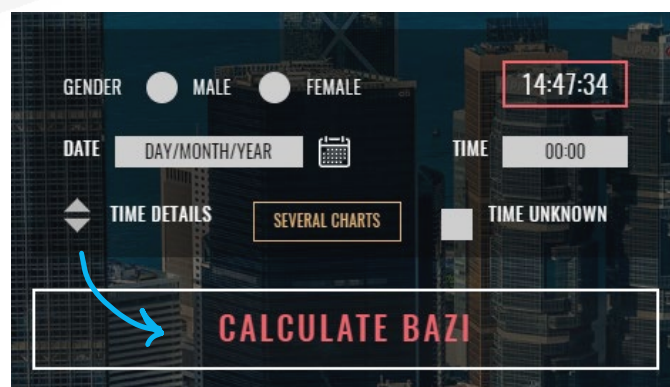 GENDER MALE FEMALE 14:47:34
DATE DAY/MONTH/YEAR TIME 00:00
TIME DETAILS SEVERAL CHARTS TIME UNKNOWN
CALCULATE BAZI